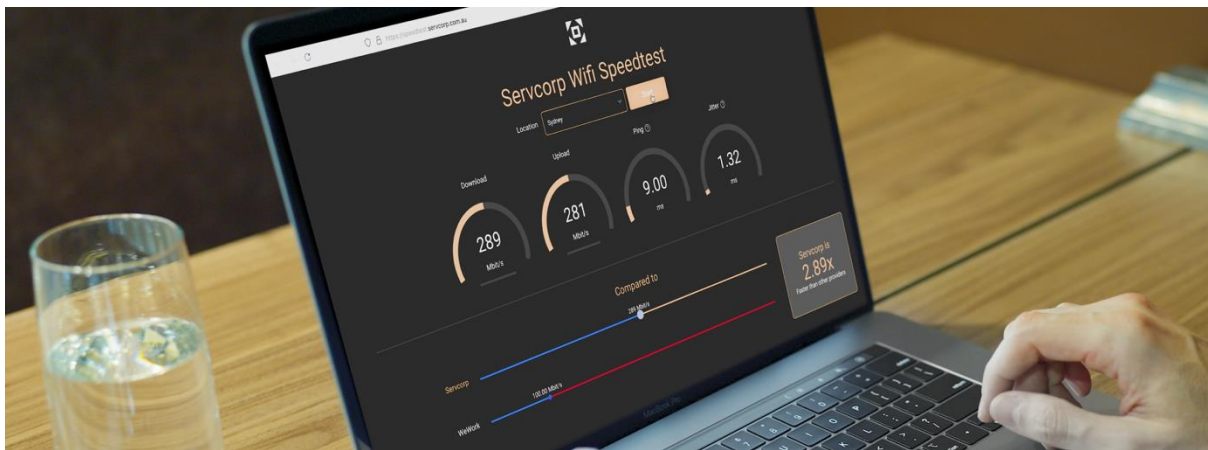 https://speedtest.servcorp.com.au
Servcorp Wifi Speedtest
Location Sydney Start
Download Upload Ping Jitter
289 281 9.00 1.32
Mbit/s Mbit/s ms ms
Compared to
289 Mbit/s
Servcorp
100.00 Mbit/s
WeWork
Servcorp is
2.89x
Faster than other providers
MacBook Pro